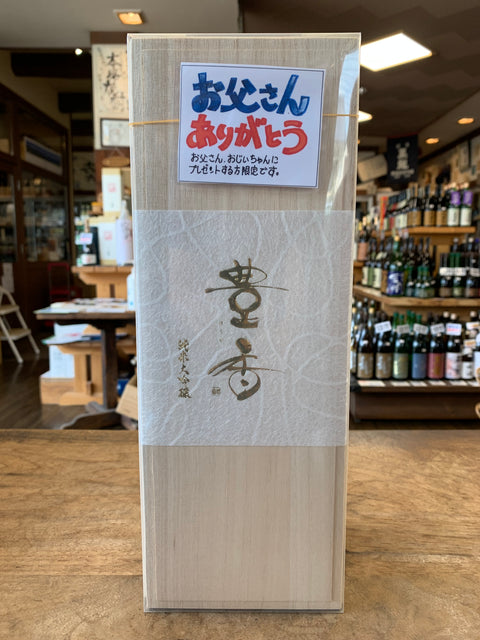 お父さん
ありがとう
お父さん、おじいちゃんに
プレゼントする方限定です。
豊香
純米大吟醸